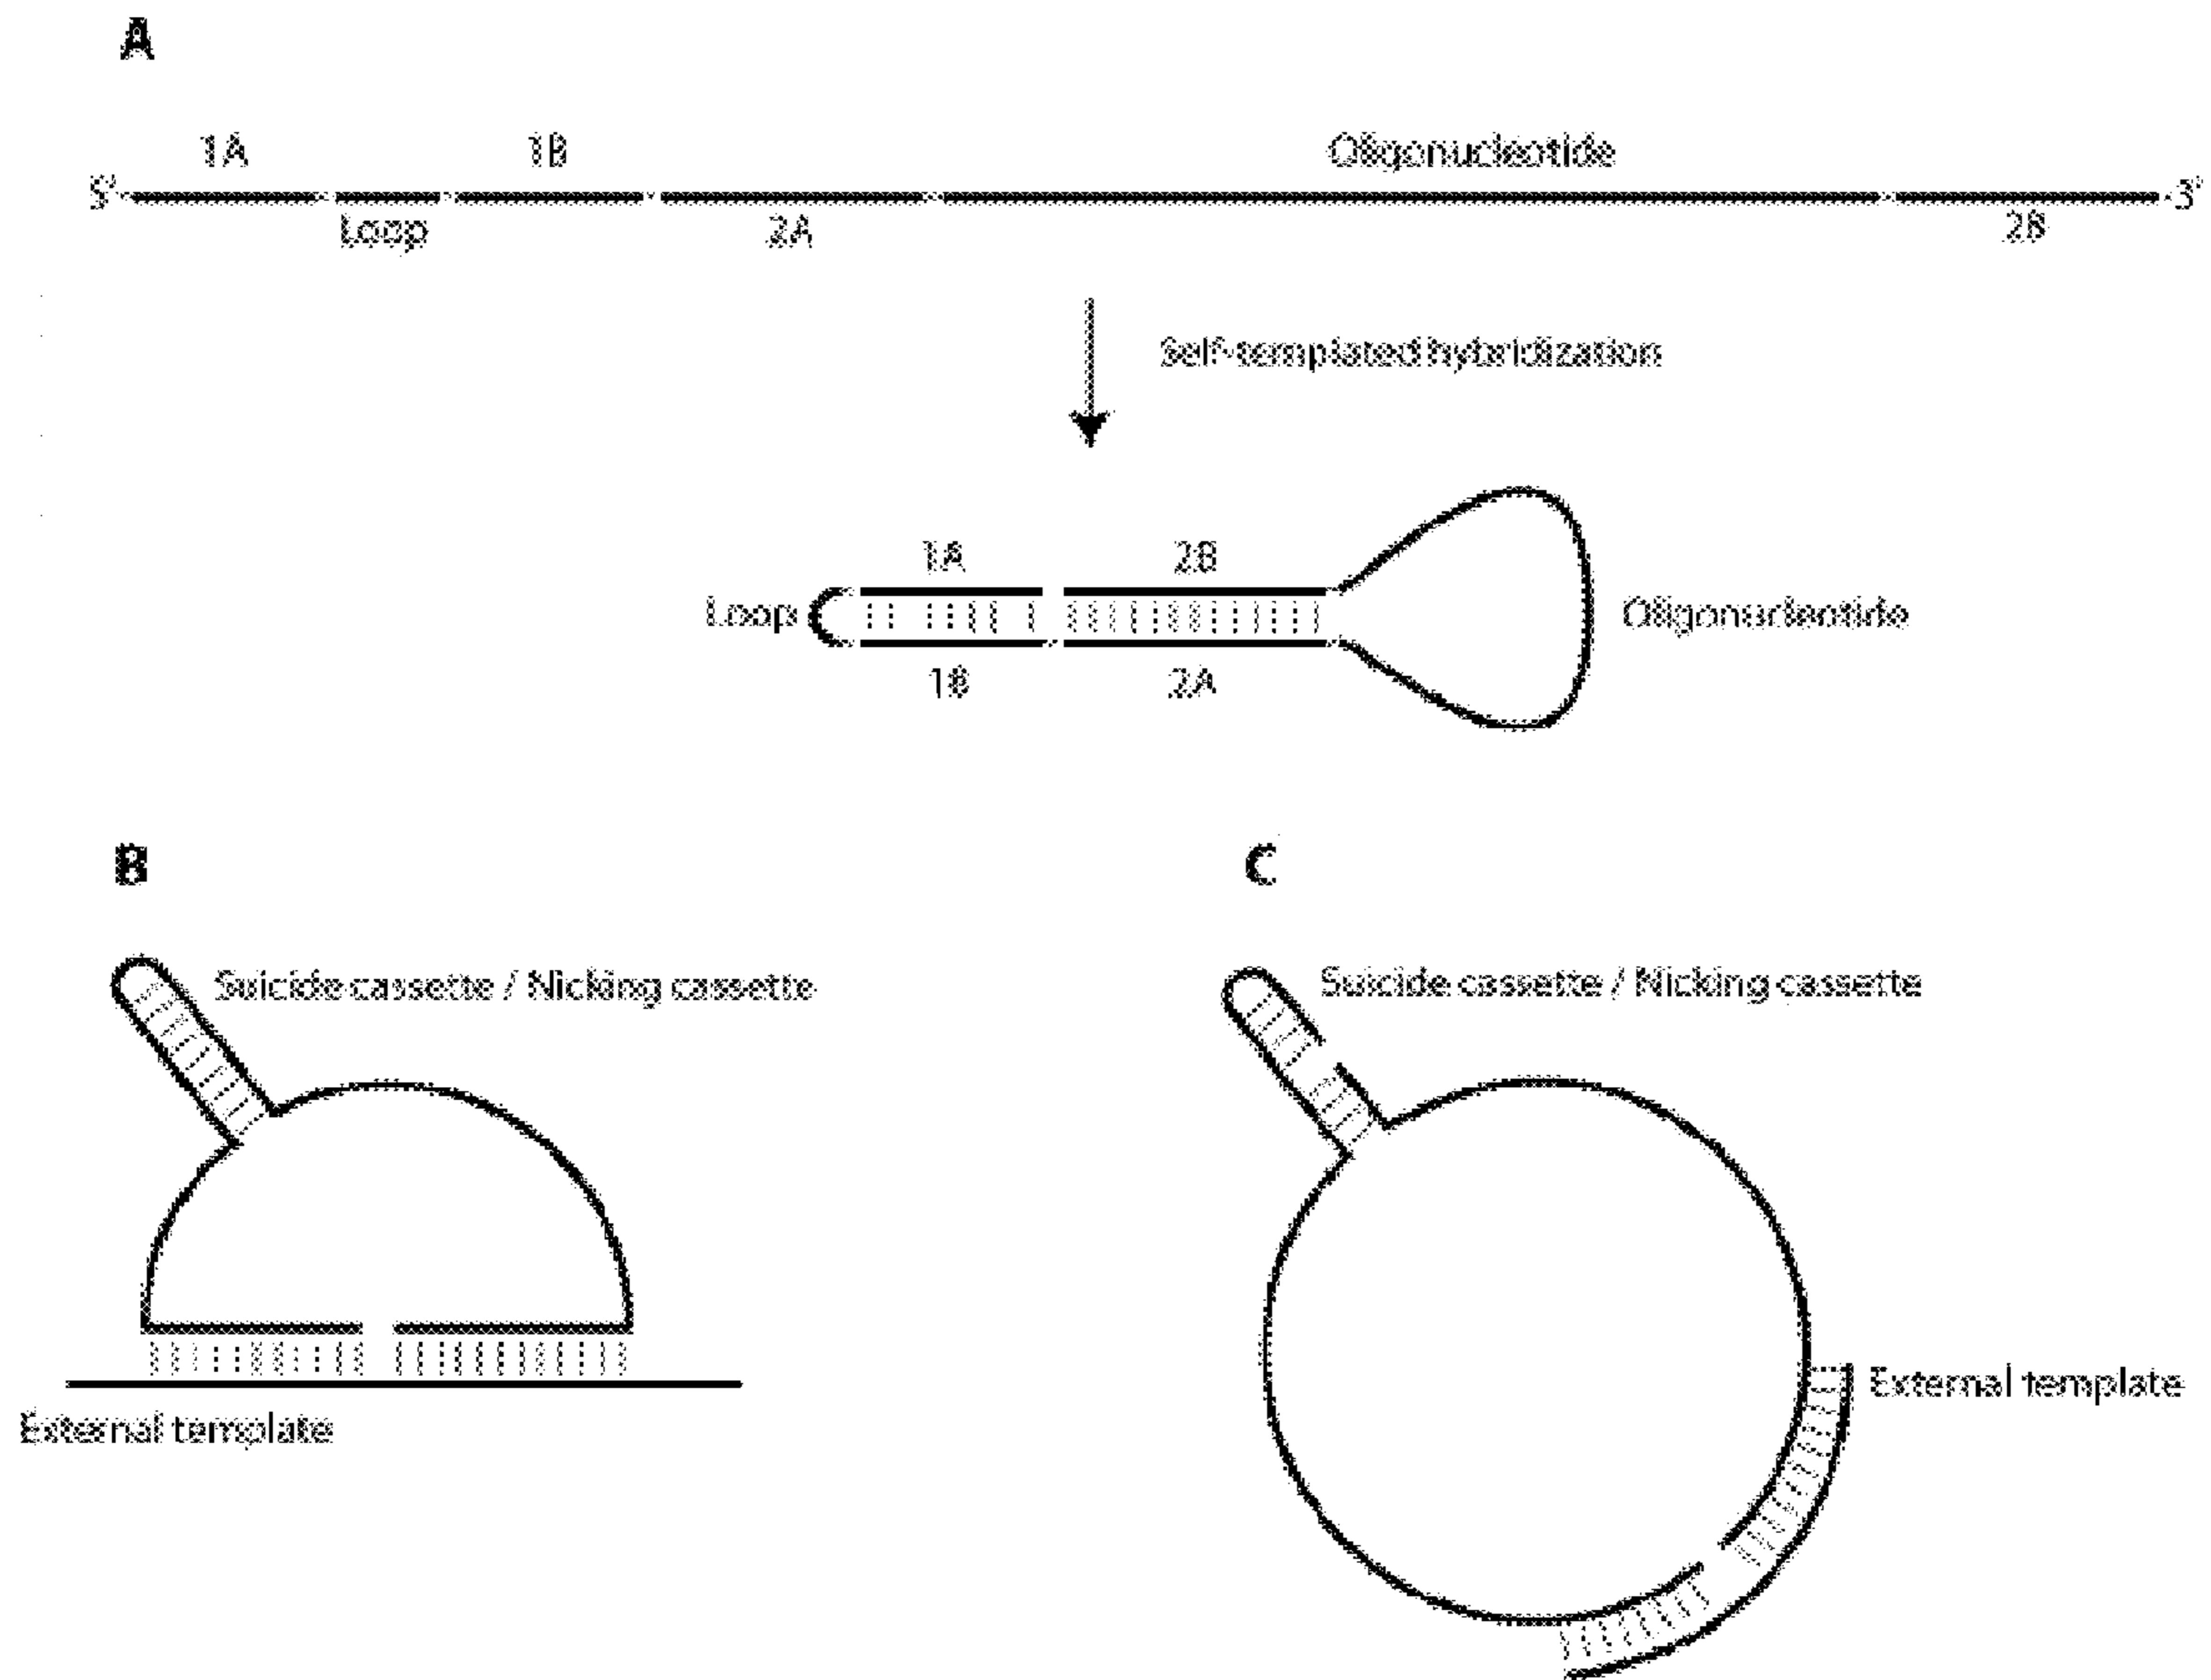 A
1A 1B Oligonucleotide
5' -3'
Loop 2A 2B
Self-templated hybridization
1A 2B
Loop Oligonucleotide
1B 2A
B C
Suicide cassette / Nicking cassette Suicide cassette / Nicking cassette
External template
External template